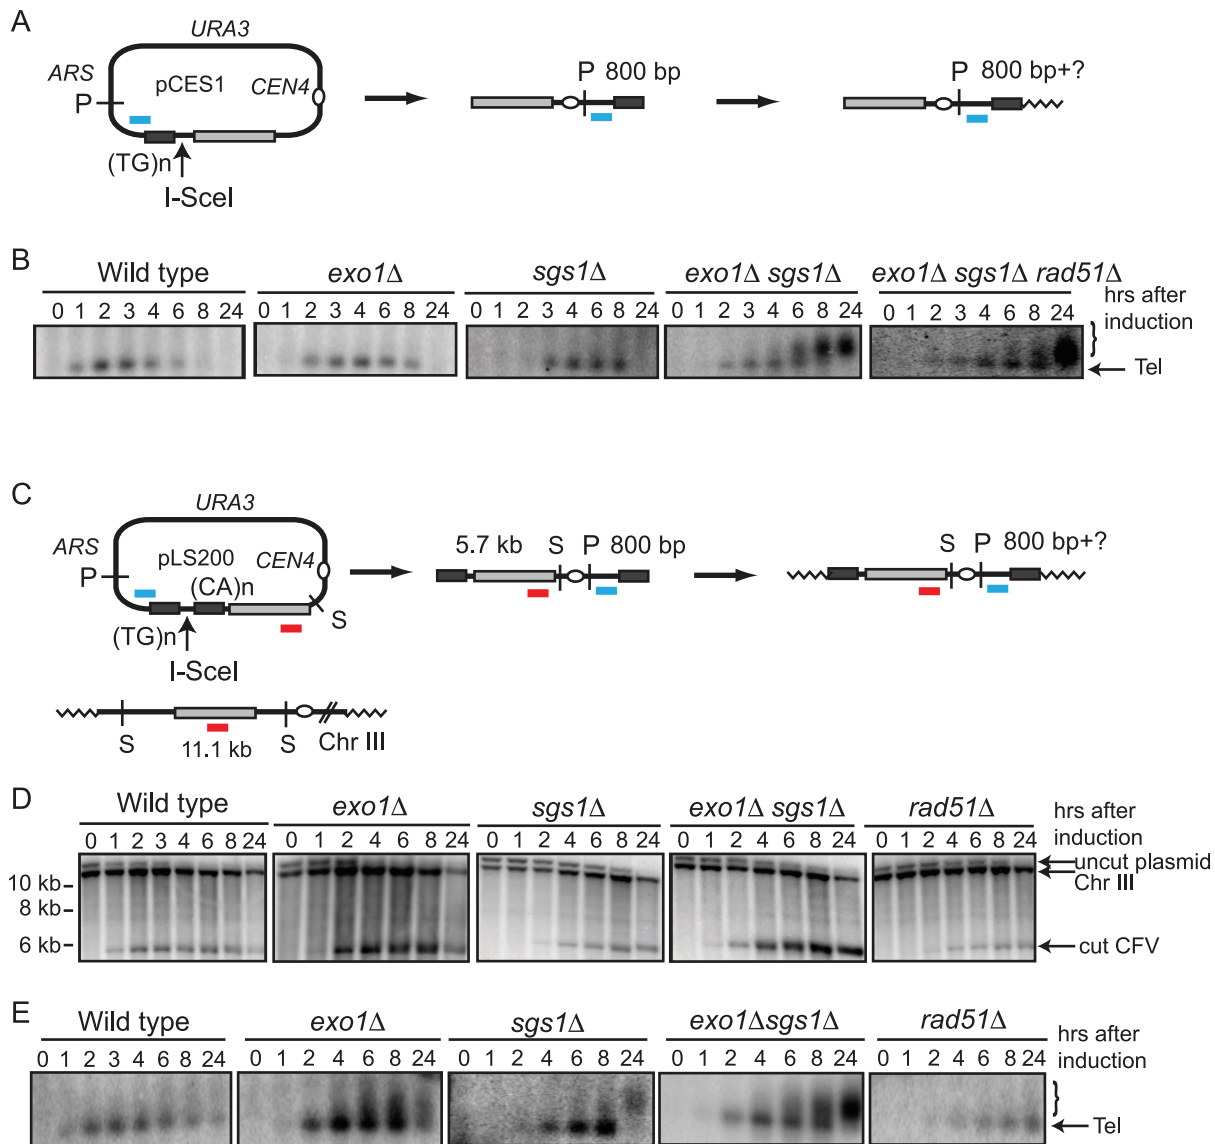 A
URA3
ARS
pCES1
CEN4
P
(TG)n
I-SceI
P 800 bp
P 800 bp+?
B
Wild type
exo1Δ
sgs1Δ
exo1Δ sgs1Δ
exo1Δ sgs1Δ rad51Δ
0 1 2 3 4 6 8 24
0 1 2 3 4 6 8 24
0 1 2 3 4 6 8 24
0 1 2 3 4 6 8 24
0 1 2 3 4 6 8 24
hrs after
induction
Tel
C
URA3
ARS
pLS200
CEN4
P
(CA)n
S
(TG)n
I-SceI
5.7 kb S P 800 bp
S P 800 bp+?
S 11.1 kb S Chr III
D
Wild type
exo1Δ
sgs1Δ
exo1Δ sgs1Δ
rad51Δ
0 1 2 3 4 6 8 24
0 1 2 4 6 8 24
0 1 2 4 6 8 24
0 1 2 4 6 8 24
0 1 2 4 6 8 24
hrs after
induction
uncut plasmid
Chr III
10 kb
8 kb
6 kb
cut CFV
E
Wild type
exo1Δ
sgs1Δ
exo1Δsgs1Δ
rad51Δ
0 1 2 3 4 6 8 24
0 1 2 4 6 8 24
0 1 2 4 6 8 24
0 1 2 4 6 8 24
0 1 2 4 6 8 24
hrs after
induction
Tel